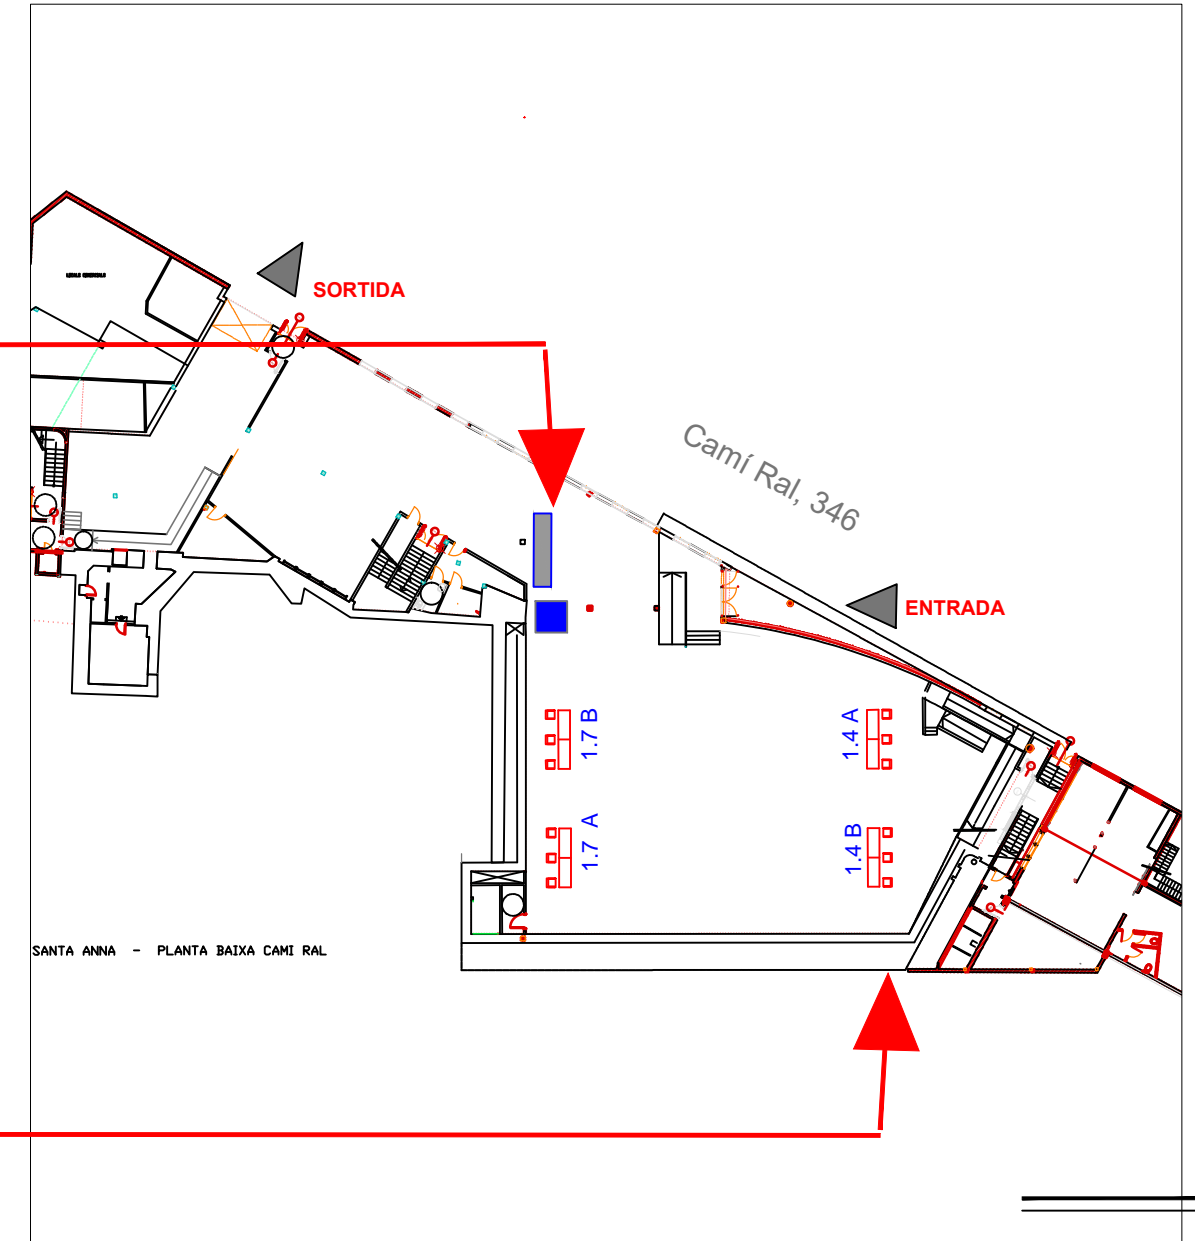 SORTIDA
Camí Ral, 346
ENTRADA
1.7 B
1.4 A
1.7 A
1.4 B
SANTA ANNA - PLANTA BAIXA CAMI RAL